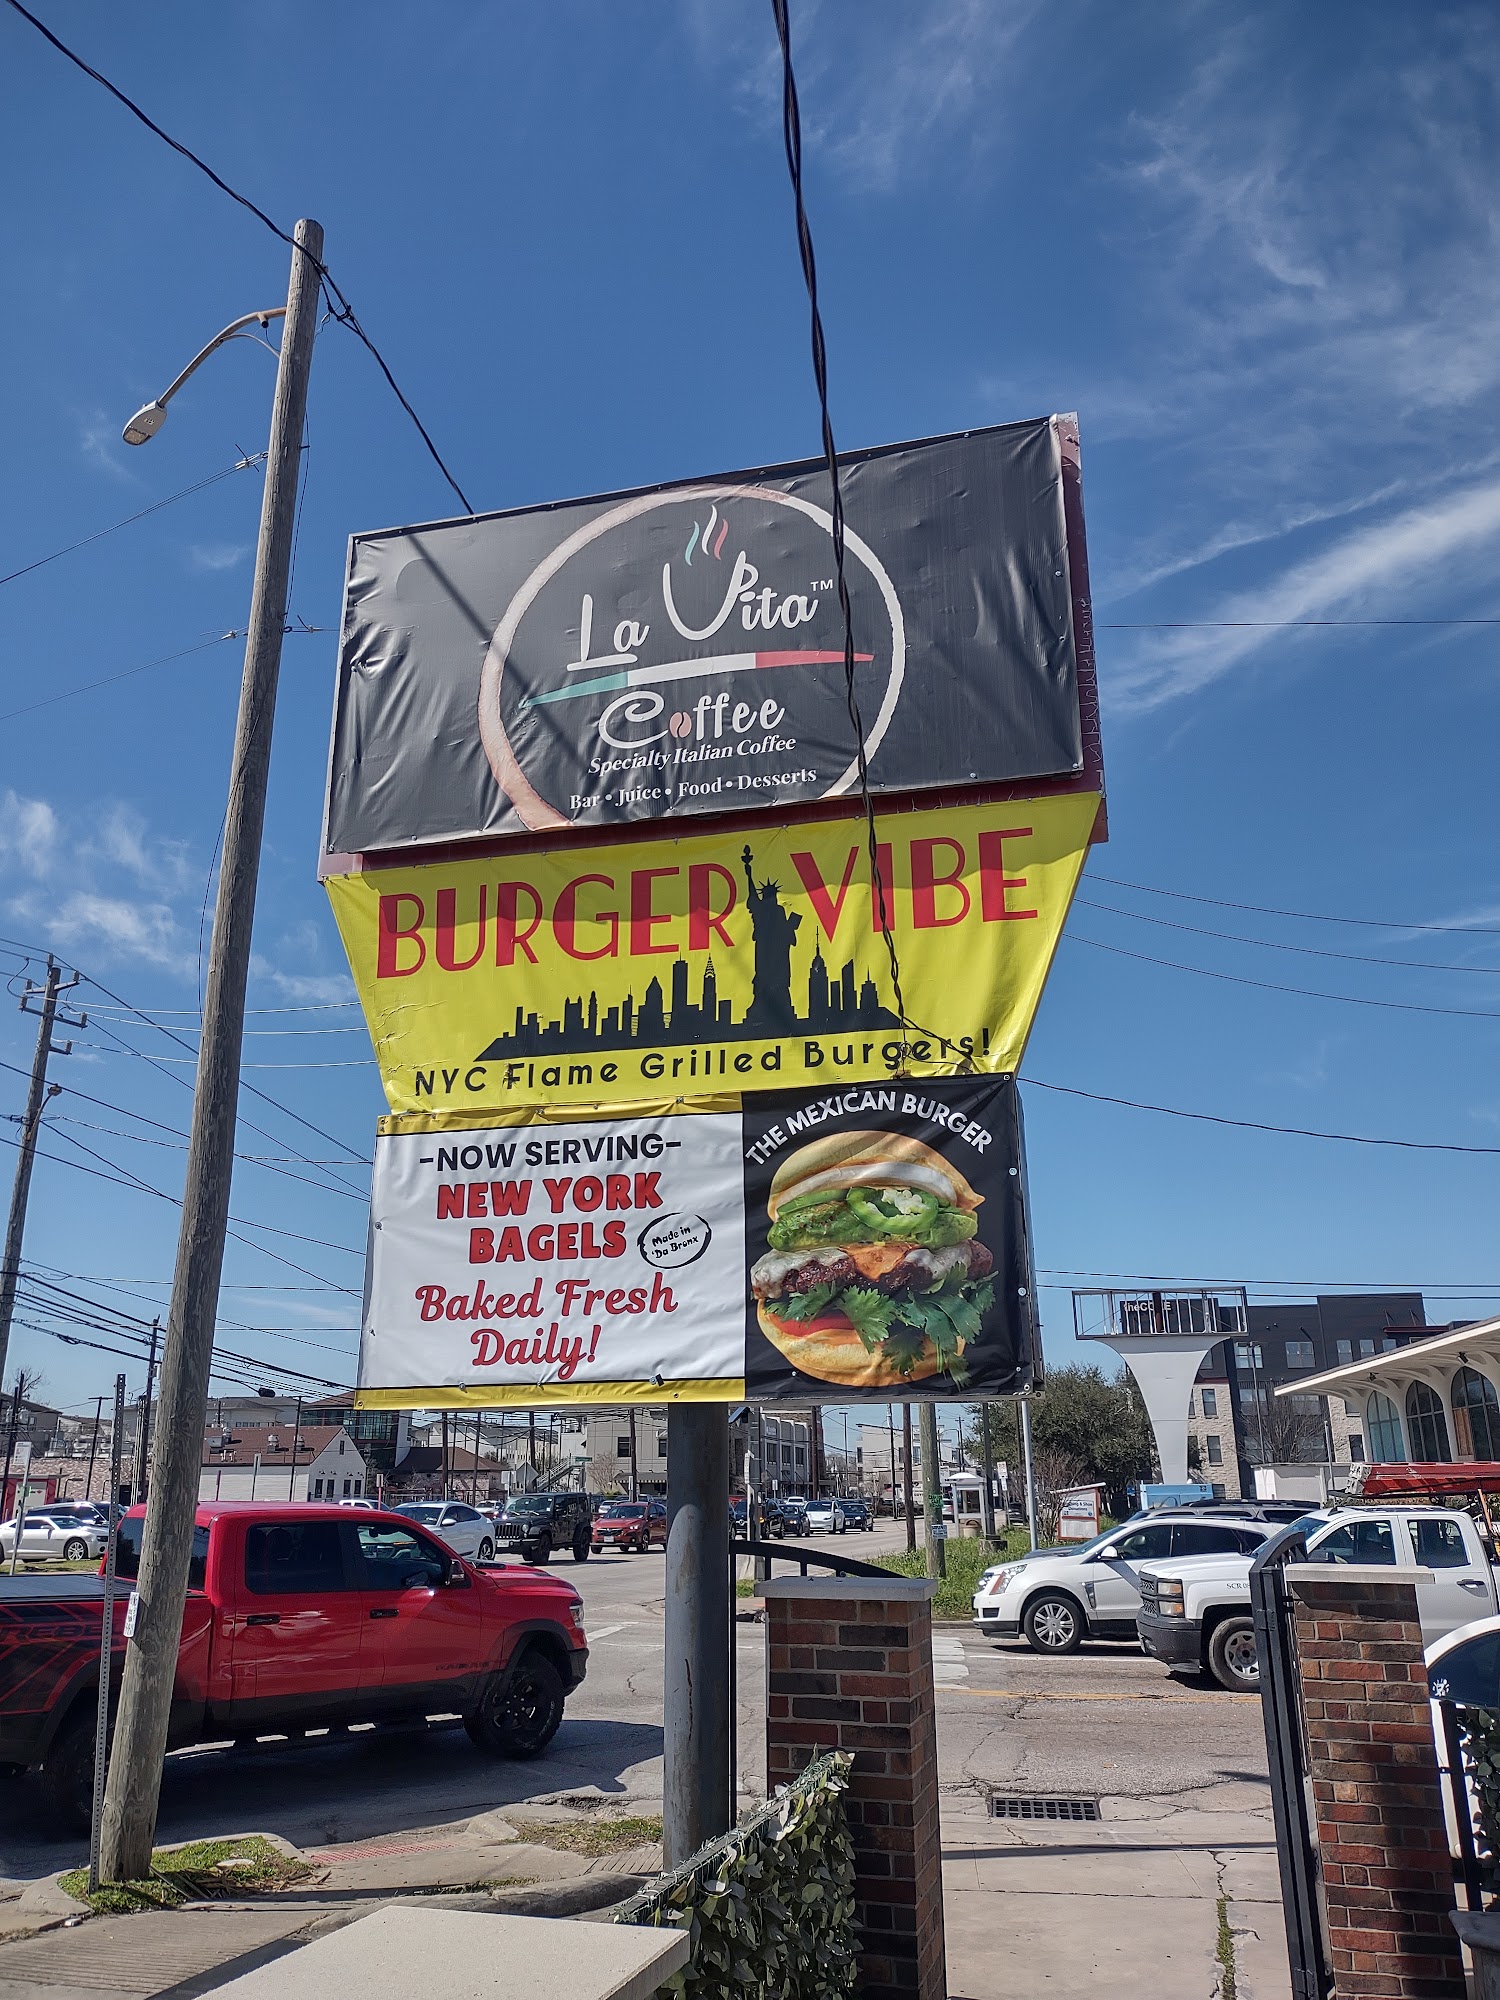 La Vita™
Coffee
Specialty Italian Coffee
Bar • Juice • Food • Desserts
BURGER VIBE
NYC Flame Grilled Burgers!
-NOW SERVING-
NEW YORK
BAGELS
Made in
'Da Bronx
Baked Fresh
Daily!
THE MEXICAN BURGER
REBEL